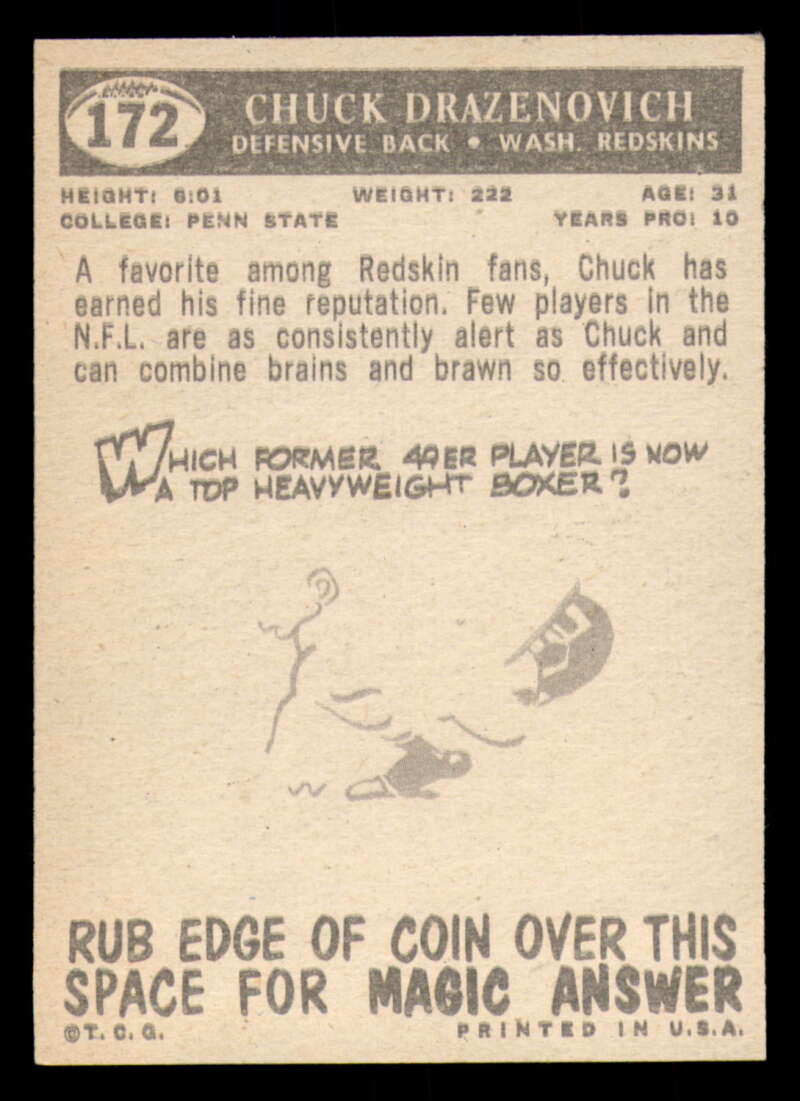 172
CHUCK DRAZENOVICH
DEFENSIVE BACK • WASH. REDSKINS
HEIGHT: 6:01 WEIGHT: 222 AGE: 31
COLLEGE: PENN STATE YEARS PRO: 10
A favorite among Redskin fans, Chuck has
earned his fine reputation. Few players in the
N.F.L. are as consistently alert as Chuck and
can combine brains and brawn so effectively.
WHICH FORMER 49ER PLAYER IS NOW
A TOP HEAVYWEIGHT BOXER?
RUB EDGE OF COIN OVER THIS
SPACE FOR MAGIC ANSWER
©T.C.G. PRINTED IN U.S.A.